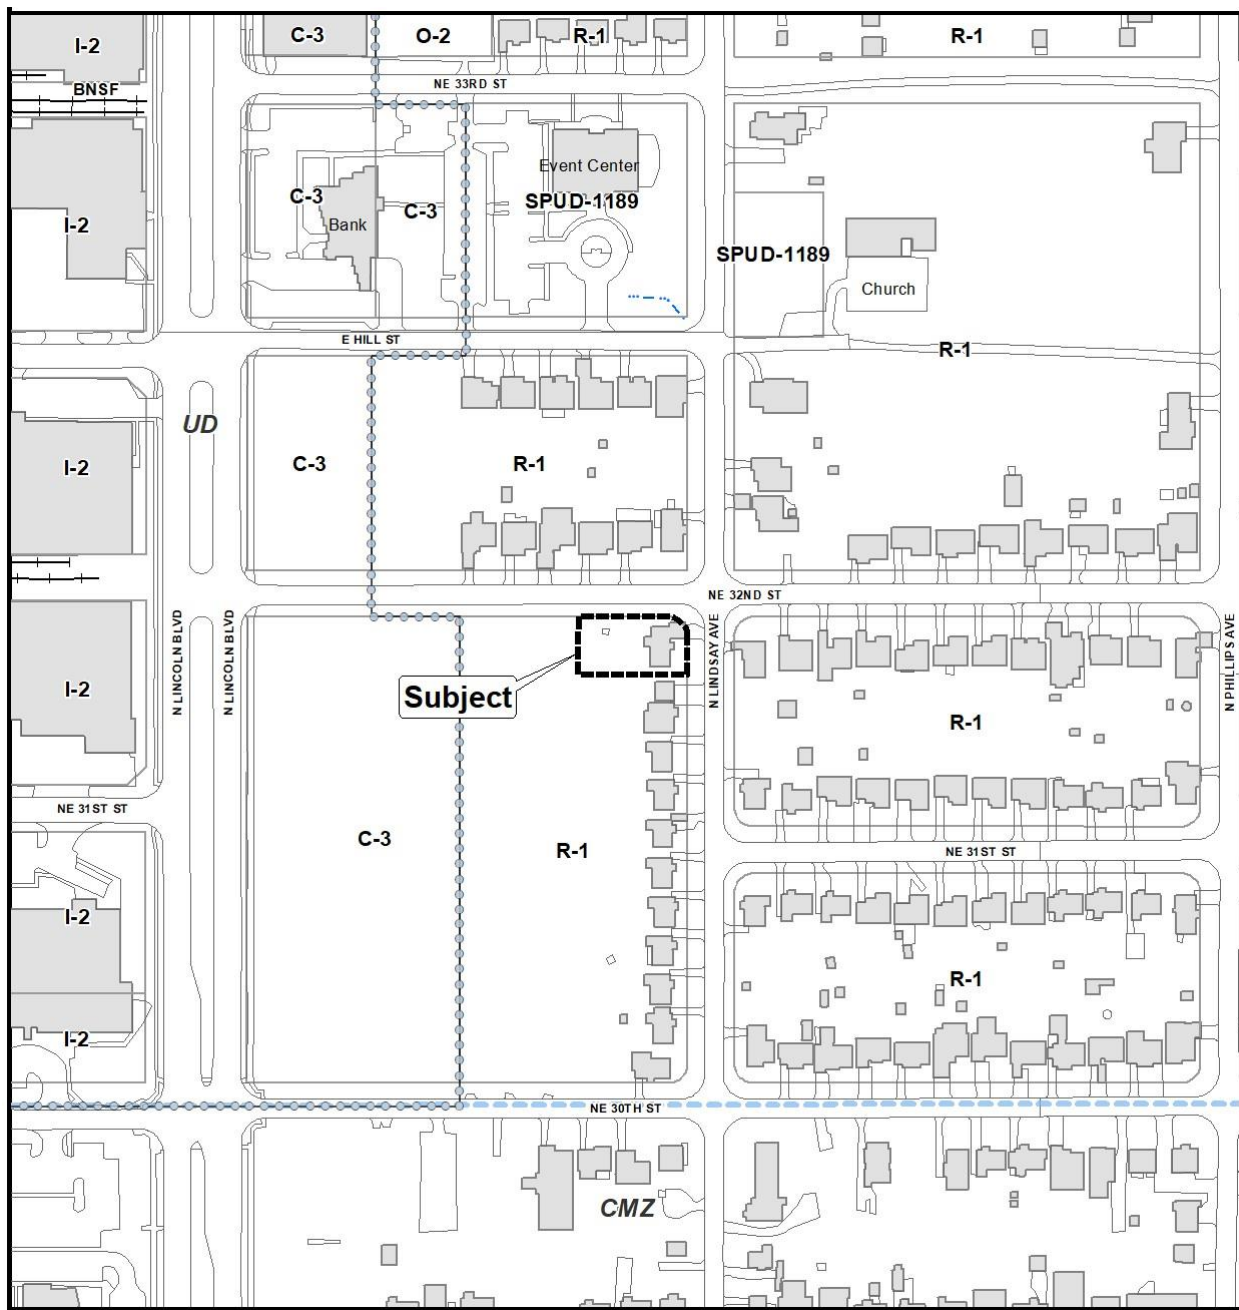 I-2
C-3
O-2
R-1
R-1
BNSF
NE 33RD ST
Event Center
C-3
C-3
SPUD-1189
I-2
Bank
SPUD-1189
Church
E HILL ST
R-1
UD
I-2
C-3
R-1
NE 32ND ST
N LINCOLN BLVD
N LINCOLN BLVD
N LINDSAY AVE
N PHILLIPS AVE
I-2
Subject
R-1
NE 31ST ST
C-3
R-1
NE 31ST ST
I-2
R-1
I-2
NE 30TH ST
CMZ